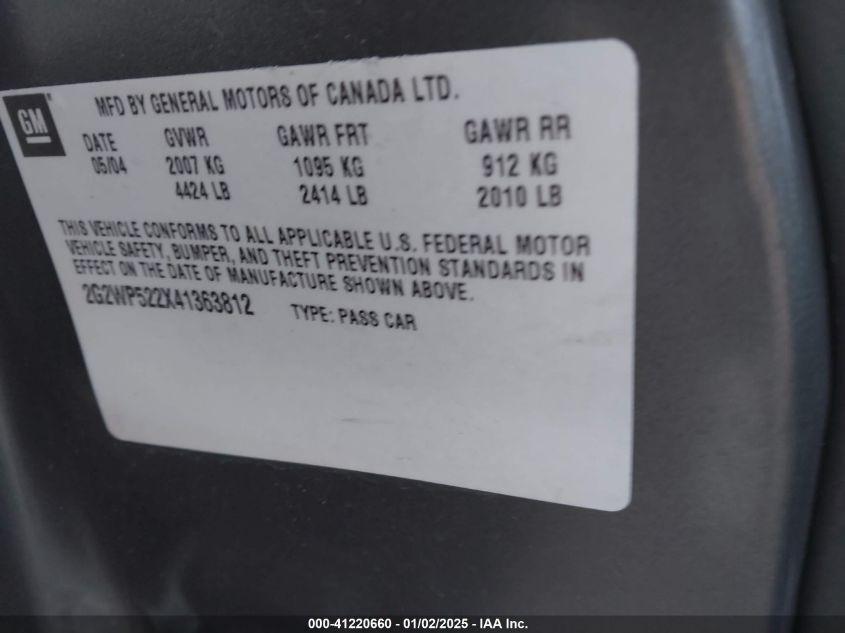 GM
MFD BY GENERAL MOTORS OF CANADA LTD.
DATE GVWR GAWR FRT GAWR RR
05/04 2007 KG 1095 KG 912 KG
4424 LB 2414 LB 2010 LB
THIS VEHICLE CONFORMS TO ALL APPLICABLE U.S. FEDERAL MOTOR
VEHICLE SAFETY, BUMPER, AND THEFT PREVENTION STANDARDS IN
EFFECT ON THE DATE OF MANUFACTURE SHOWN ABOVE.
2G2WP522X41363812 TYPE: PASS CAR
000-41220660 - 01/02/2025 - IAA Inc.